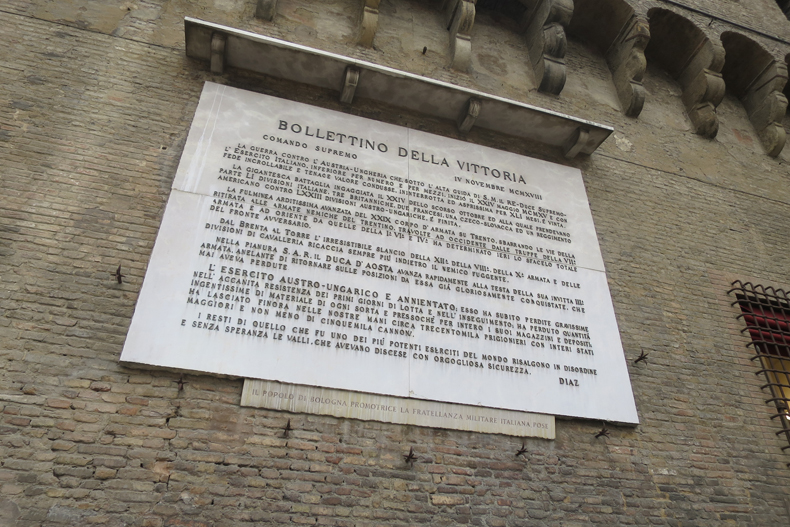 BOLLETTINO DELLA VITTORIA
COMANDO SUPREMO
IV NOVEMBRE MCMXVIII
LA GUERRA CONTRO L'AUSTRIA-UNGHERIA CHE, SOTTO L'ALTA GUIDA DI S. M. IL RE-DUCE SUPREMO-
L'ESERCITO ITALIANO, INFERIORE PER NUMERO E PER MEZZI, INIZIÒ IL XXIV MAGGIO MCMXV E CON
FEDE INCROLLABILE E TENACE VALORE CONDUSSE, ININTERROTTA ED ASPRISSIMA PER XLI MESI, È VINTA.
LA GIGANTESCA BATTAGLIA INGAGGIATA IL XXIV DELLO SCORSO OTTOBRE ED ALLA QUALE PRENDEVANO
PARTE LI DIVISIONI ITALIANE, TRE BRITANNICHE, DUE FRANCESI, UNA CZECO-SLOVACCA ED UN REGGIMENTO
AMERICANO CONTRO LXXIII DIVISIONI AUSTRO-UNGARICHE, È FINITA.
LA FULMINEA ARDITISSIMA AVANZATA DEL XXIX CORPO D'ARMATA SU TRENTO, SBARRANDO LE VIE DELLA
RITIRATA ALLE ARMATE NEMICHE DEL TRENTINO, TRAVOLTE AD OCCIDENTE DALLE TRUPPE DELLA VII
ARMATA E AD ORIENTE DA QUELLE DELLA I: VI: E IV: HA DETERMINATO IERI LO SFACELO TOTALE
DEL FRONTE AVVERSARIO.
DAL BRENTA AL TORRE L'IRRESISTIBILE SLANCIO DELLA XII: DELLA VIII: DELLA X: ARMATA E DELLE
DIVISIONI DI CAVALLERIA RICACCIA SEMPRE PIÙ INDIETRO IL NEMICO FUGGENTE.
NELLA PIANURA S. A. R. IL DUCA D'AOSTA AVANZA RAPIDAMENTE ALLA TESTA DELLA SUA INVITTA III:
ARMATA, ANELANTE DI RITORNARE SULLE POSIZIONI DA ESSA GIÀ GLORIOSAMENTE CONQUISTATE, CHE
MAI AVEVA PERDUTE
L'ESERCITO AUSTRO-UNGARICO È ANNIENTATO: ESSO HA SUBITO PERDITE GRAVISSIME
NELL'ACCANITA RESISTENZA DEI PRIMI GIORNI DI LOTTA E NELL'INSEGUIMENTO; HA PERDUTO QUANTITÀ
INGENTISSIME DI MATERIALE DI OGNI SORTA E PRESSOCHÉ PER INTERO I SUOI MAGAZZINI E DEPOSITI,
HA LASCIATO FINORA NELLE NOSTRE MANI CIRCA TRECENTOMILA PRIGIONIERI CON INTERI STATI
MAGGIORI E NON MENO DI CINQUEMILA CANNONI.
I RESTI DI QUELLO CHE FU UNO DEI PIÙ POTENTI ESERCITI DEL MONDO RISALGONO IN DISORDINE
E SENZA SPERANZA LE VALLI, CHE AVEVANO DISCESE CON ORGOGLIOSA SICUREZZA.
DIAZ
IL POPOLO DI BOLOGNA PROMOTRICE LA FRATELLANZA MILITARE ITALIANA POSE